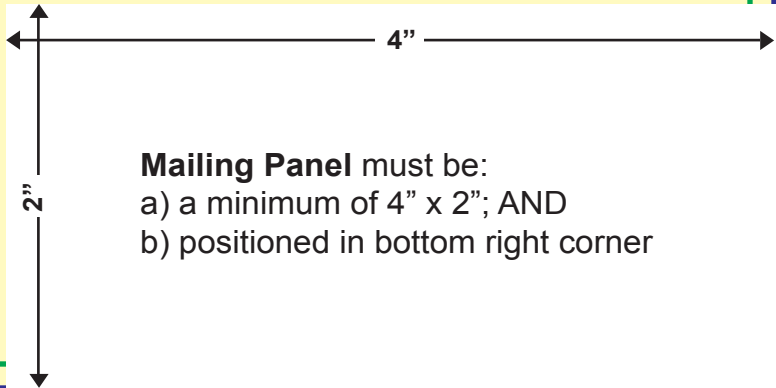 4”
2”
Mailing Panel must be:
a) a minimum of 4” x 2”; AND
b) positioned in bottom right corner